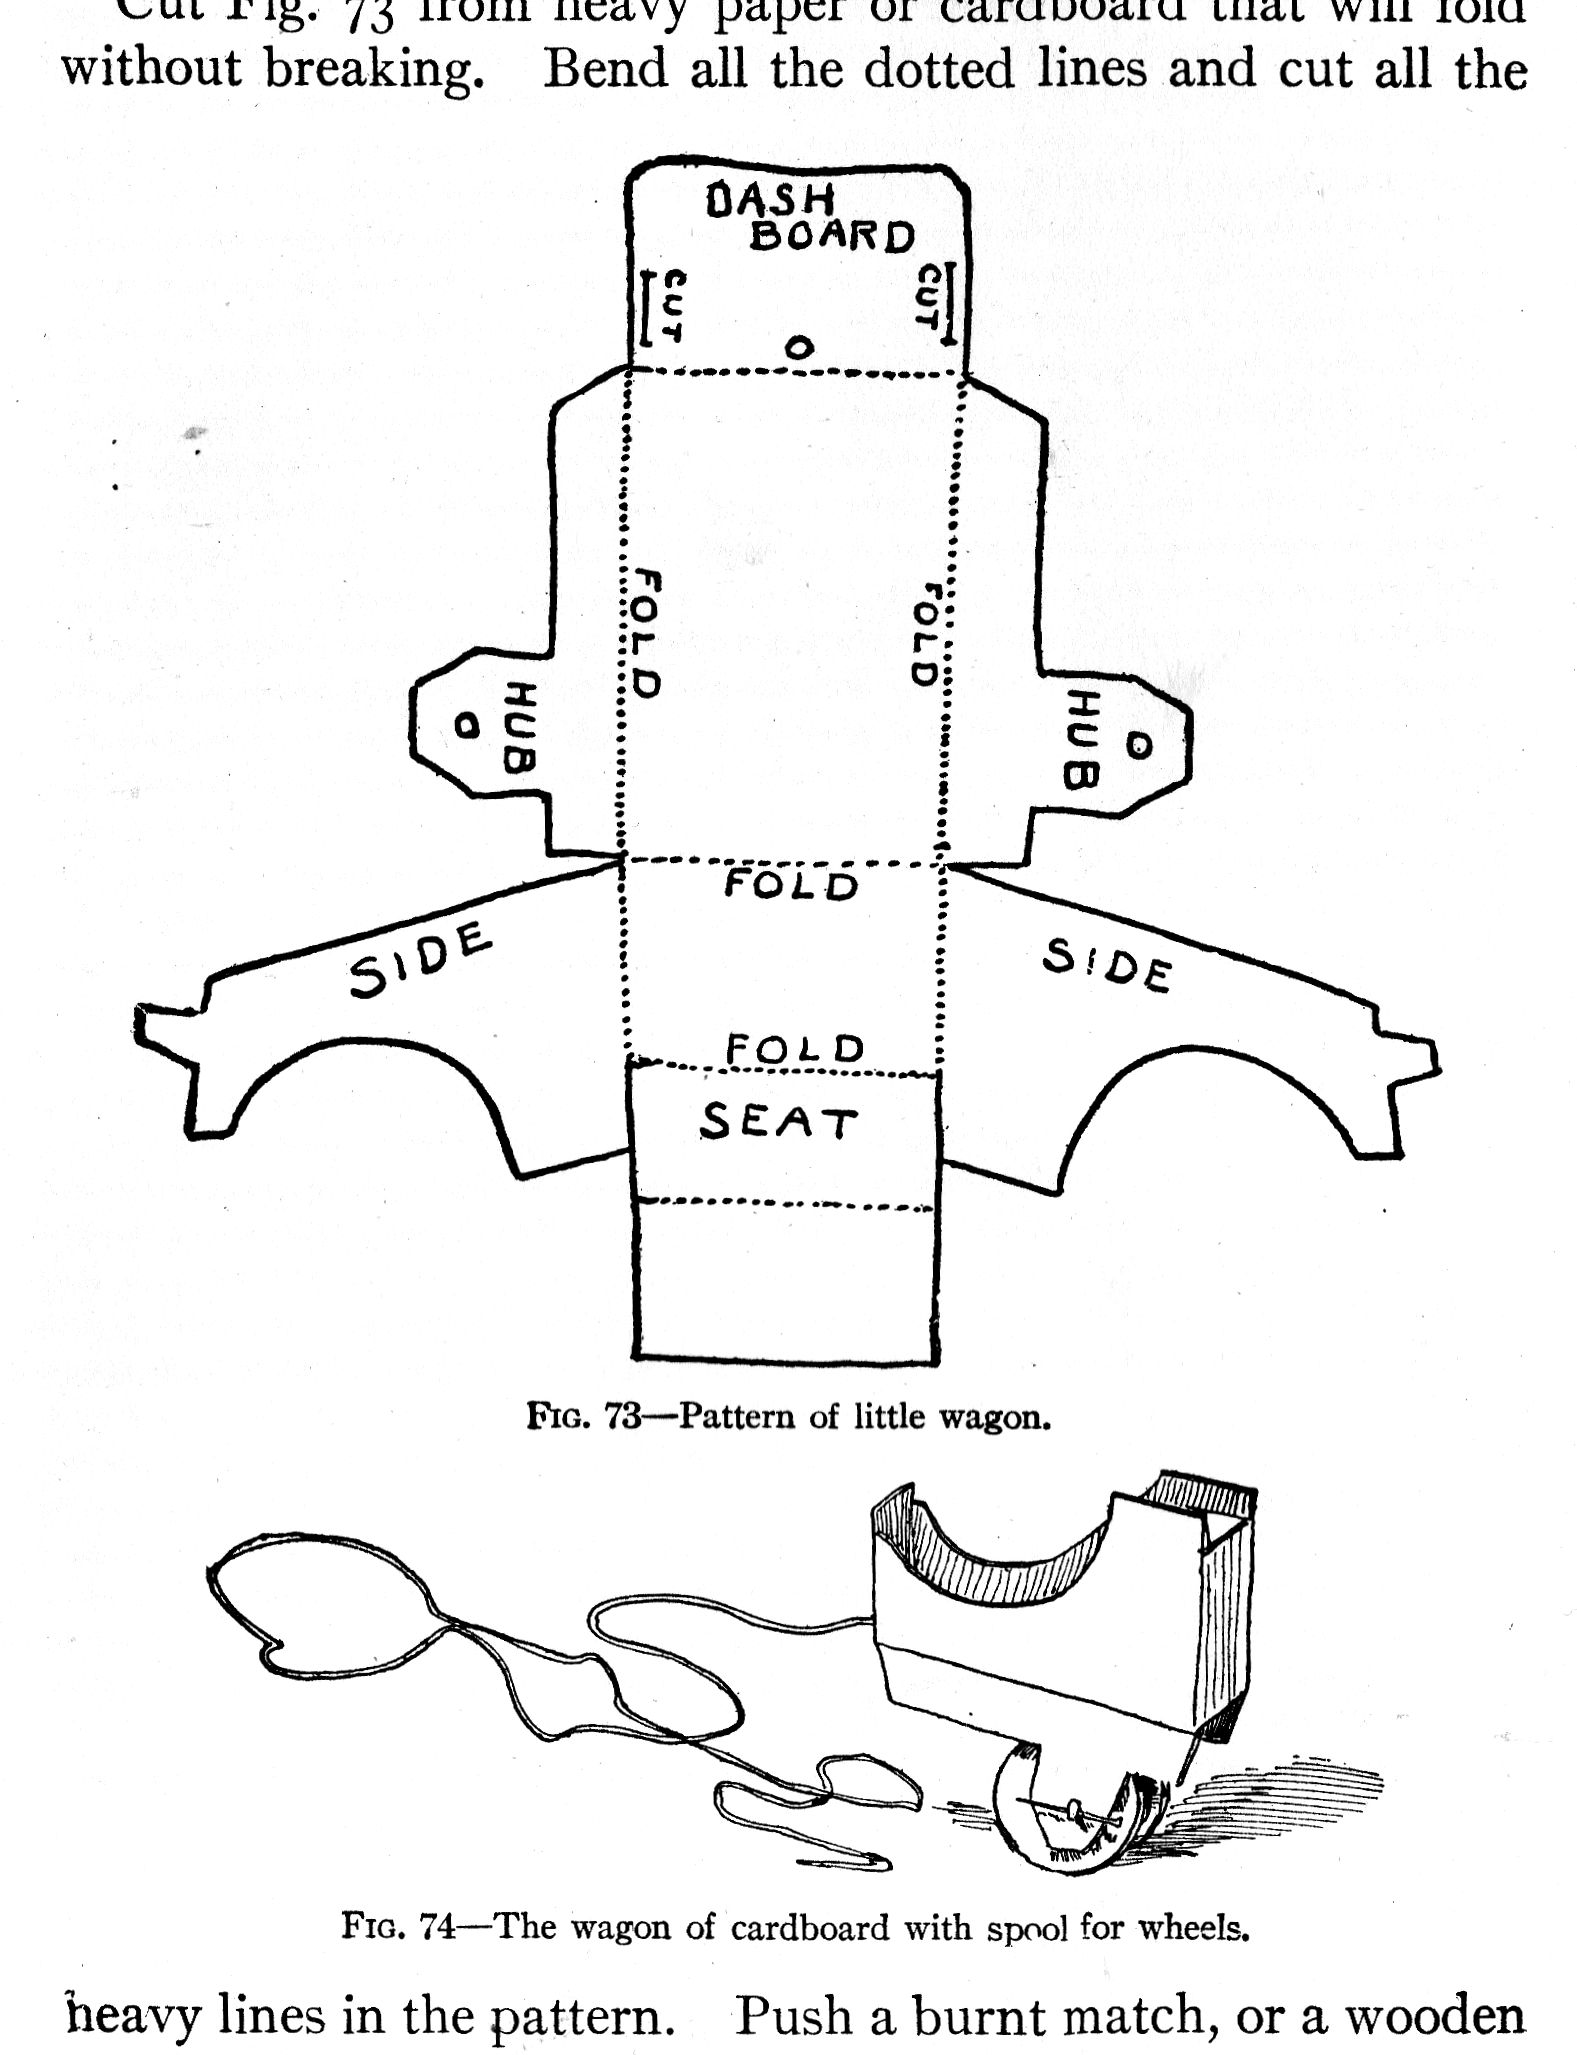 Cut Fig. 73 from heavy paper or cardboard that will fold
without breaking. Bend all the dotted lines and cut all the
DASH
BOARD
CUT
CUT
FOLD
FOLD
HUB
HUB
FOLD
SIDE
SIDE
FOLD
SEAT
FIG. 73—Pattern of little wagon.
FIG. 74—The wagon of cardboard with spool for wheels.
heavy lines in the pattern. Push a burnt match, or a wooden